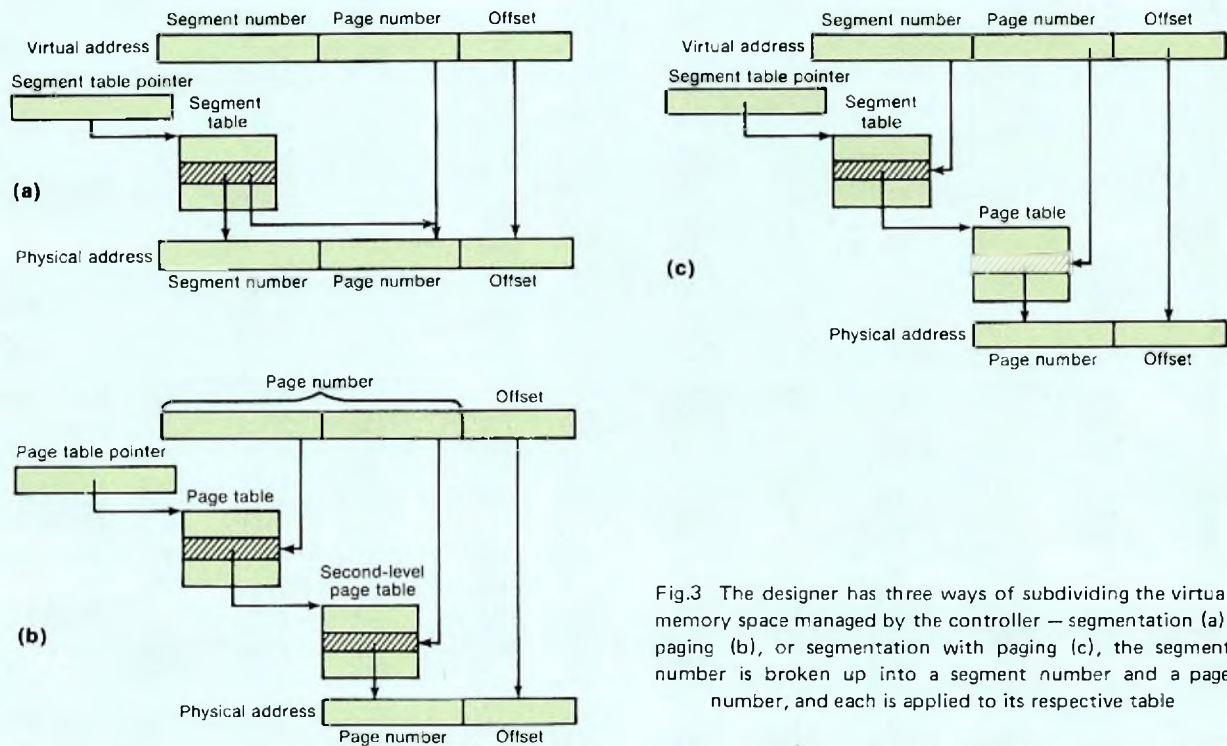 Segment number Page number Offset
Virtual address
Segment table pointer
Segment
table
(a)
Physical address
Segment number Page number Offset
Page number
Offset
Page table pointer
Page table
Second-level
page table
(b)
Physical address
Page number Offset
Segment number Page number Offset
Virtual address
Segment table pointer
Segment
table
Page table
(c)
Physical address
Page number Offset
Fig.3 The designer has three ways of subdividing the virtua
memory space managed by the controller — segmentation (a)
paging (b), or segmentation with paging (c), the segment
number is broken up into a segment number and a page
number, and each is applied to its respective table